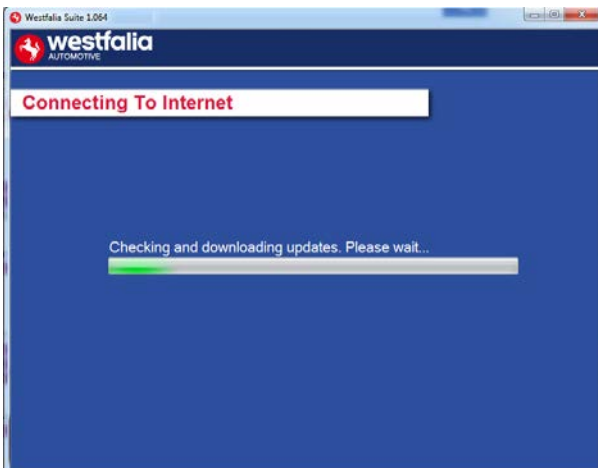 Westfalia Suite 1.064
westfalia
AUTOMOTIVE
Connecting To Internet
Checking and downloading updates. Please wait...